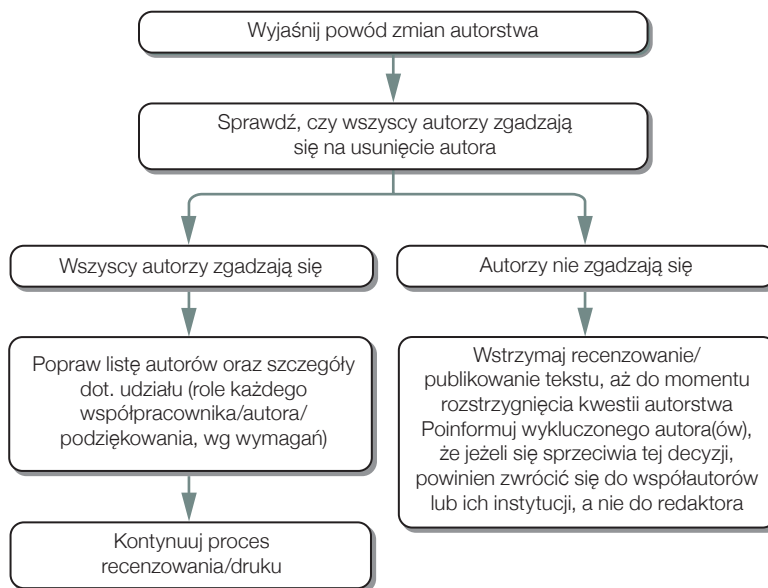 Wyjaśnij powód zmian autorstwa
Sprawdź, czy wszyscy autorzy zgadzają
się na usunięcie autora
Wszyscy autorzy zgadzają się
Autorzy nie zgadzają się
Popraw listę autorów oraz szczegóły
dot. udziału (role każdego
współpracownika/autora/
podziękowania, wg wymagań)
Wstrzymaj recenzowanie/
publikowanie tekstu, aż do momentu
rozstrzygnięcia kwestii autorstwa
Poinformuj wykluczonego autora(ów),
że jeżeli się sprzeciwia tej decyzji,
powinien zwrócić się do współautorów
lub ich instytucji, a nie do redaktora
Kontynuuj proces
recenzowania/druku